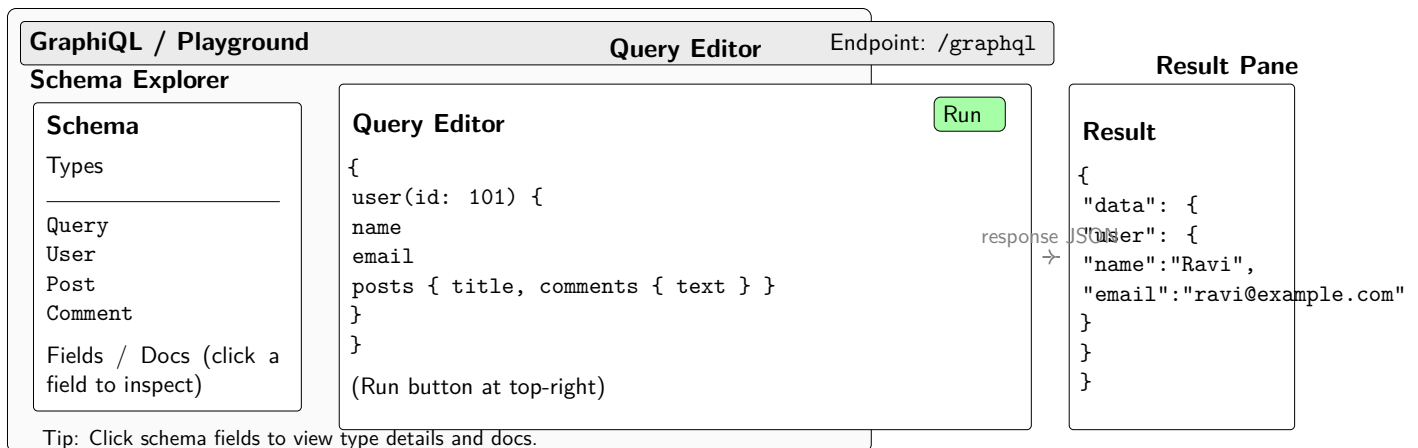 GraphiQL / Playground
Query Editor
Endpoint: /graphql
Schema Explorer
Result Pane
Schema
Types
Query
User
Post
Comment
Fields / Docs (click a
field to inspect)
Query Editor
Run
{
user(id: 101) {
name
email
posts { title, comments { text } }
}
}
(Run button at top-right)
response JSON
Result
{
"data": {
"user": {
"name":"Ravi",
"email":"ravi@example.com"
}
}
}
Tip: Click schema fields to view type details and docs.